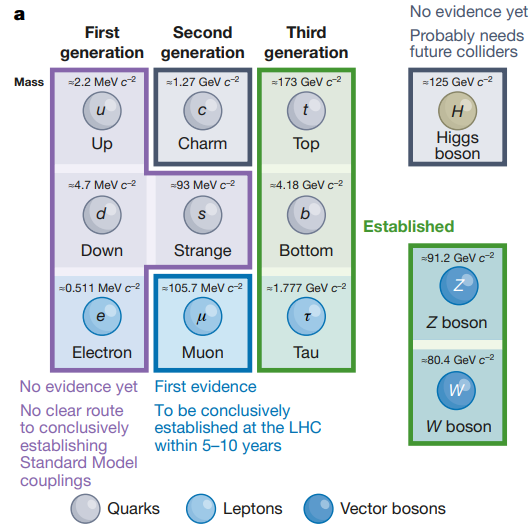 a
No evidence yet
Probably needs
future colliders
First
generation
Second
generation
Third
generation
Mass
≈2.2 MeV c⁻²
u
Up
≈1.27 GeV c⁻²
c
Charm
≈173 GeV c⁻²
t
Top
≈125 GeV c⁻²
H
Higgs
boson
≈4.7 MeV c⁻²
d
Down
≈93 MeV c⁻²
s
Strange
≈4.18 GeV c⁻²
b
Bottom
Established
≈91.2 GeV c⁻²
Z
Z boson
≈0.511 MeV c⁻²
e
Electron
≈105.7 MeV c⁻²
μ
Muon
≈1.777 GeV c⁻²
τ
Tau
≈80.4 GeV c⁻²
W
W boson
No evidence yet
No clear route
to conclusively
establishing
Standard Model
couplings
First evidence
To be conclusively
established at the LHC
within 5–10 years
Quarks
Leptons
Vector bosons